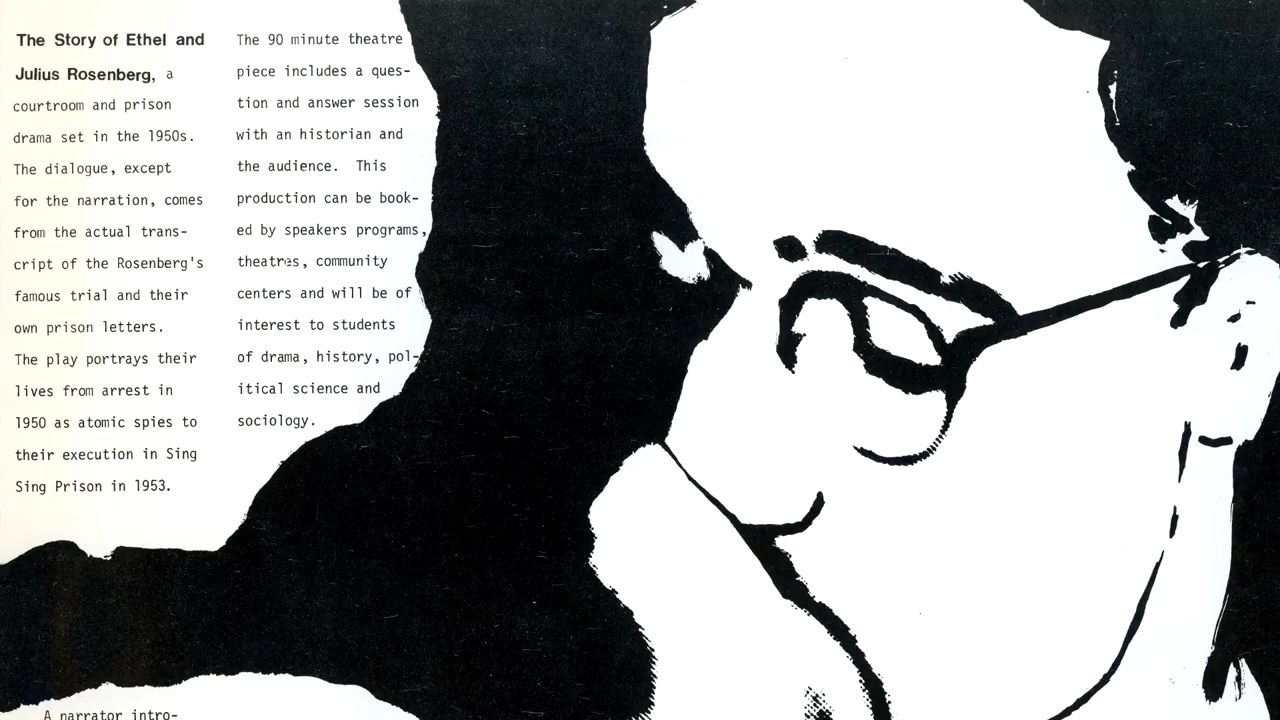 The Story of Ethel and
Julius Rosenberg, a
courtroom and prison
drama set in the 1950s.
The dialogue, except
for the narration, comes
from the actual trans-
cript of the Rosenberg's
famous trial and their
own prison letters.
The play portrays their
lives from arrest in
1950 as atomic spies to
their execution in Sing
Sing Prison in 1953.
The 90 minute theatre
piece includes a ques-
tion and answer session
with an historian and
the audience. This
production can be book-
ed by speakers programs,
theatres, community
centers and will be of
interest to students
of drama, history, pol-
itical science and
sociology.
A narrator intro-